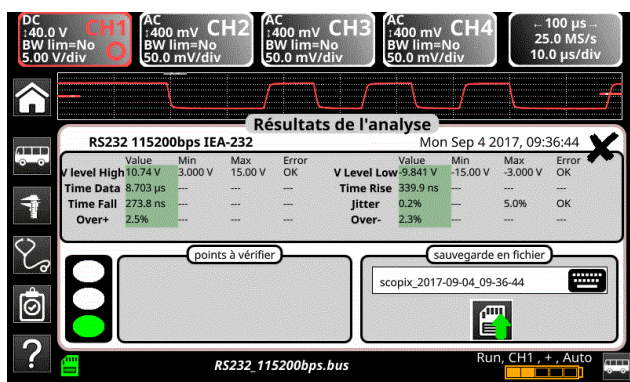 DC
↕40.0 V
CH1
BW lim=No
5.00 V/div
AC
↕400 mV
CH2
BW lim=No
50.0 mV/div
AC
↕400 mV
CH3
BW lim=No
50.0 mV/div
AC
↕400 mV
CH4
BW lim=No
50.0 mV/div
←100 µs→
25.0 MS/s
10.0 µs/div
Résultats de l'analyse
RS232 115200bps IEA-232 Mon Sep 4 2017, 09:36:44
Value Min Max Error Value Min Max Error
V level High 10.74 V 3.000 V 15.00 V OK V Level Low -9.841 V -15.00 V -3.000 V OK
Time Data 8.703 µs --- --- --- Time Rise 339.9 ns --- --- ---
Time Fall 273.8 ns --- --- --- Jitter 0.2% --- 5.0% OK
Over+ 2.5% --- --- --- Over- 2.3% --- --- ---
points à vérifier
sauvegarde en fichier
scopix_2017-09-04_09-36-44
?
RS232_115200bps.bus
Run, CH1 , + , Auto